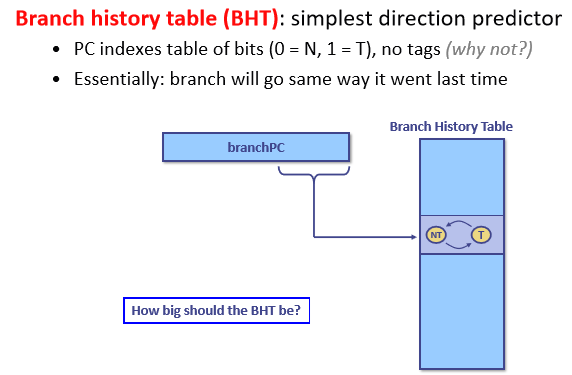 Branch history table (BHT): simplest direction predictor
• PC indexes table of bits (0 = N, 1 = T), no tags (why not?)
• Essentially: branch will go same way it went last time
Branch History Table
branchPC
NT
T
How big should the BHT be?